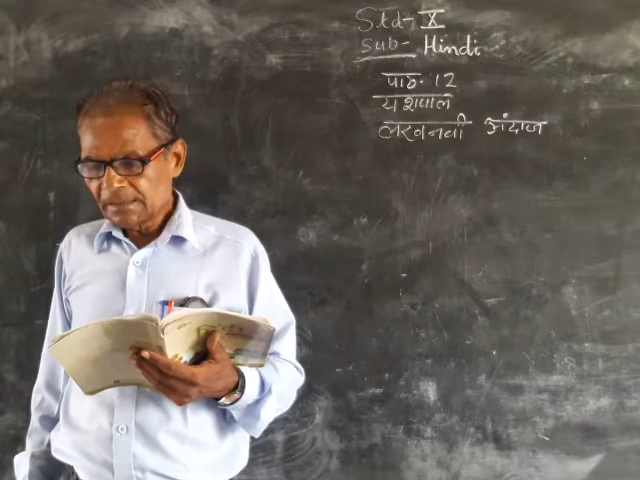 Std- X
Sub- Hindi
पाठ- 12
यशपाल
लखनवी अंदाज